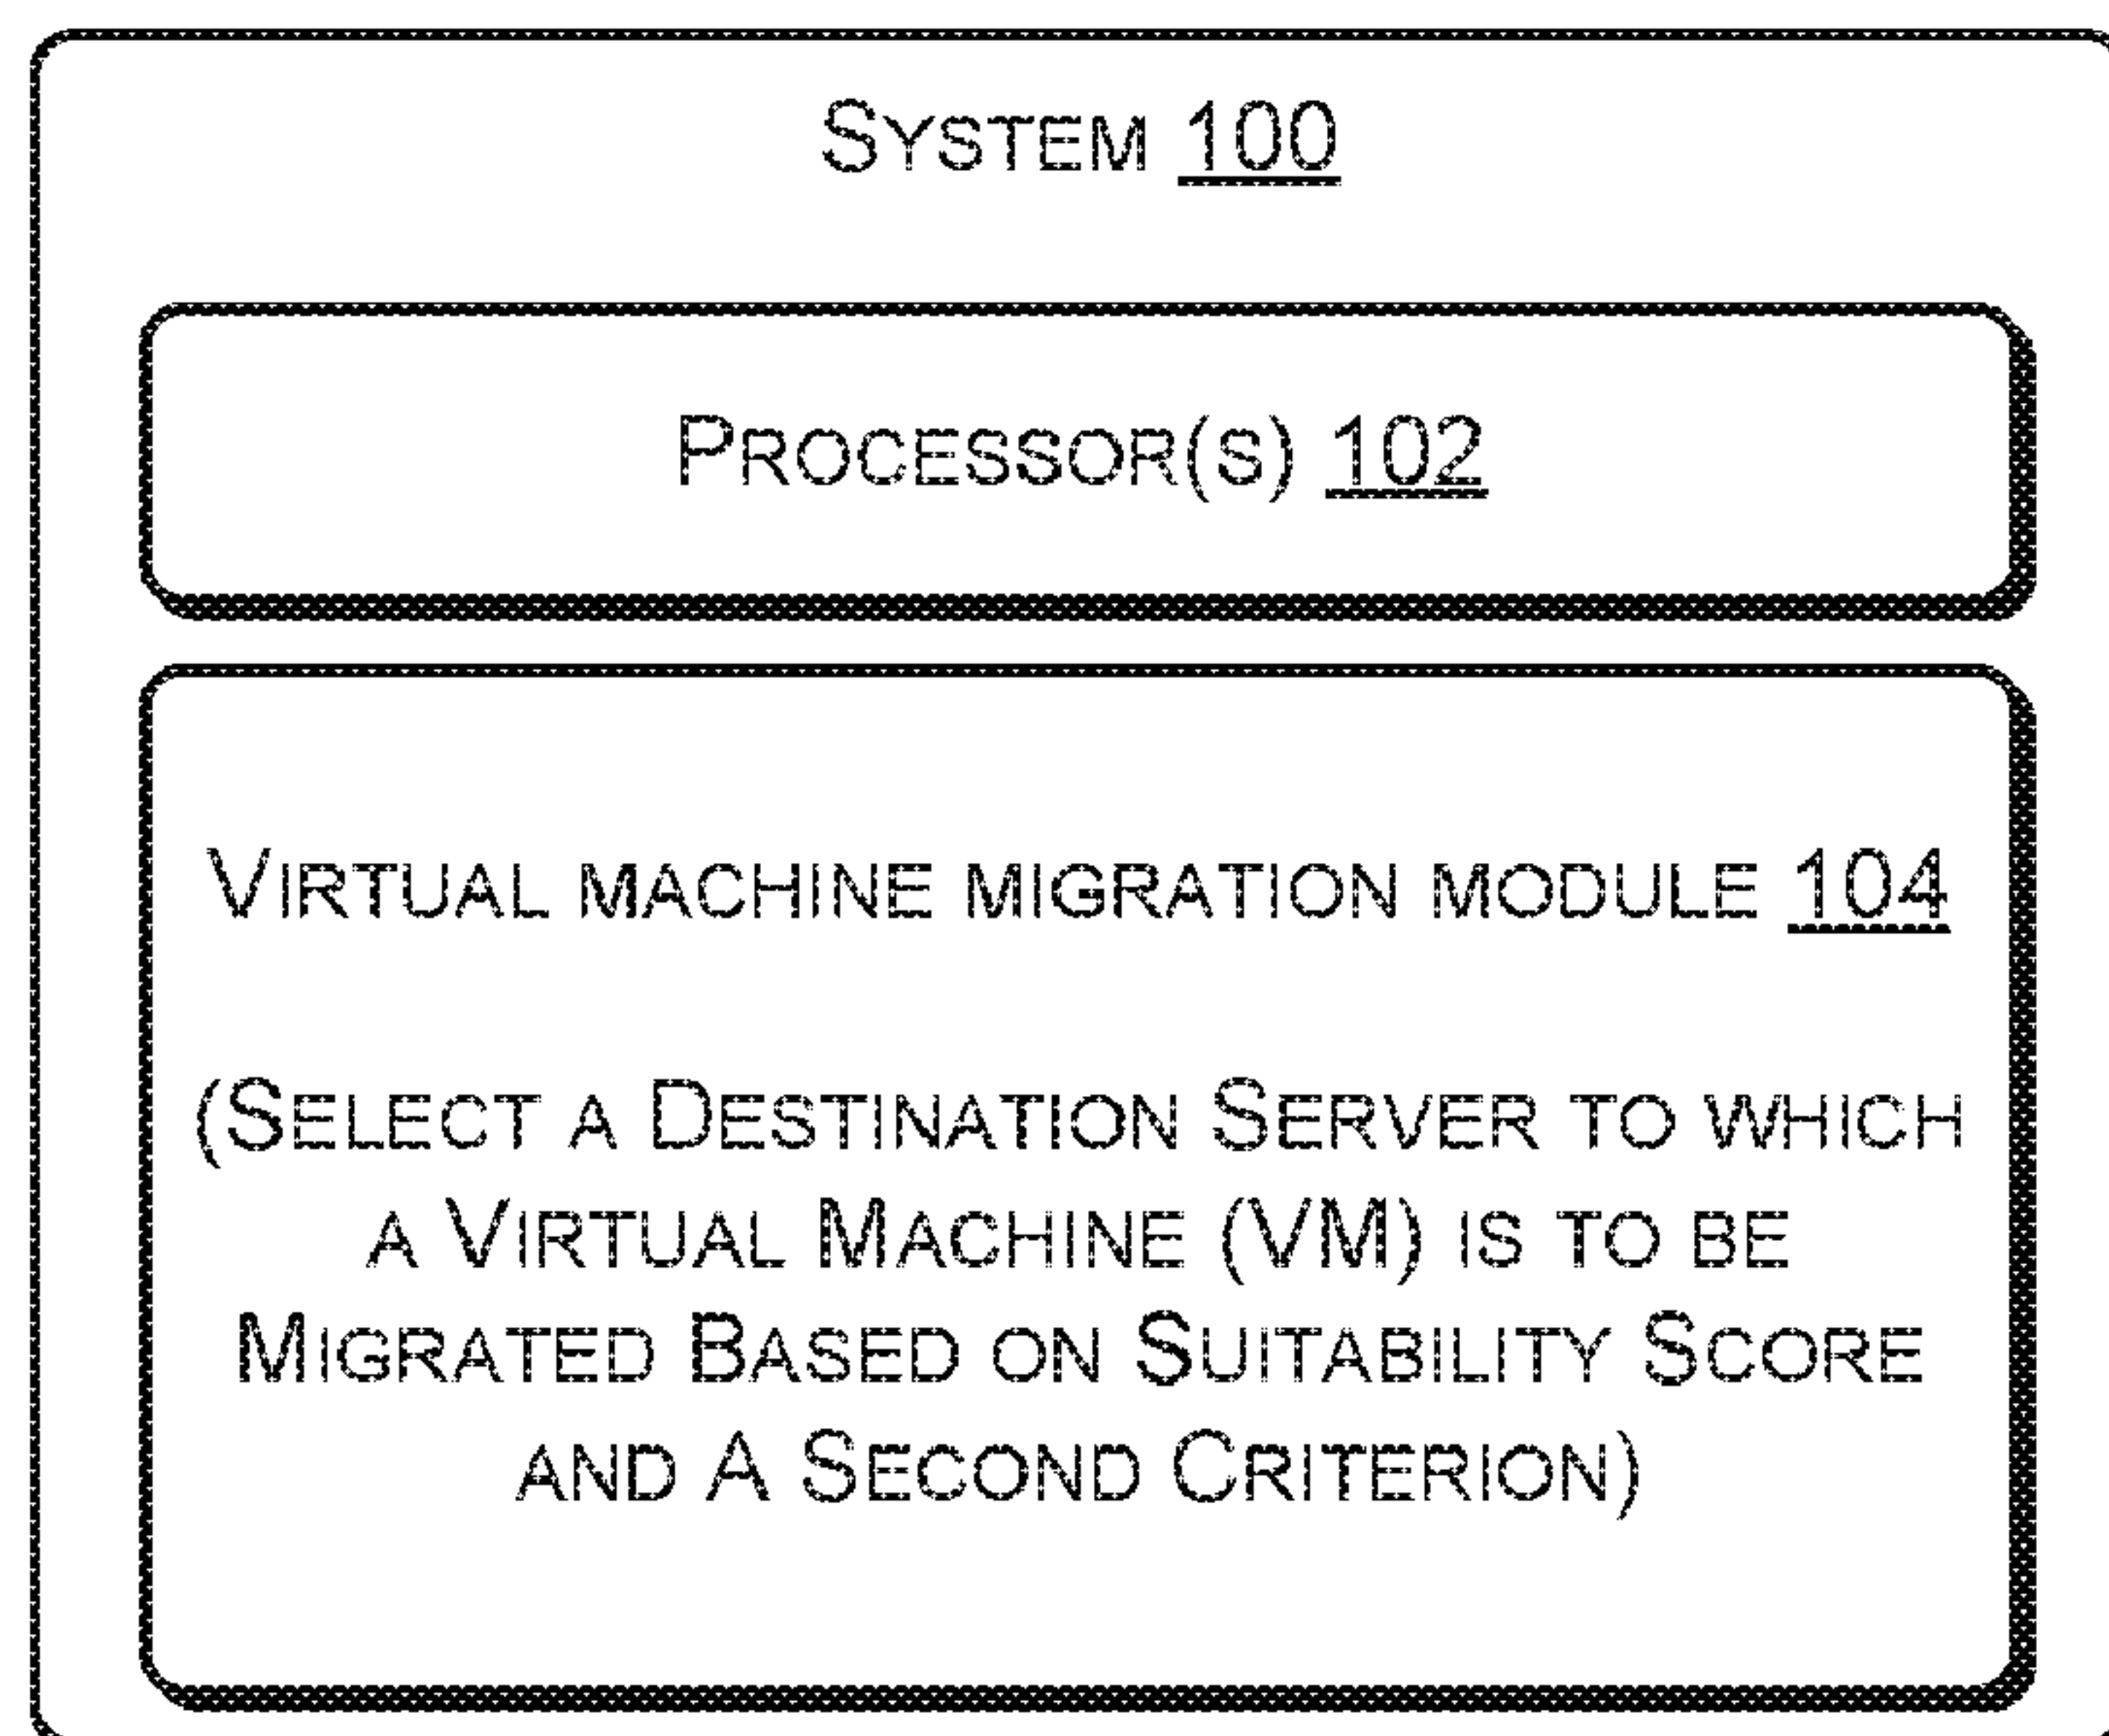 SYSTEM 100
PROCESSOR(S) 102
VIRTUAL MACHINE MIGRATION MODULE 104
(SELECT A DESTINATION SERVER TO WHICH
A VIRTUAL MACHINE (VM) IS TO BE
MIGRATED BASED ON SUITABILITY SCORE
AND A SECOND CRITERION)